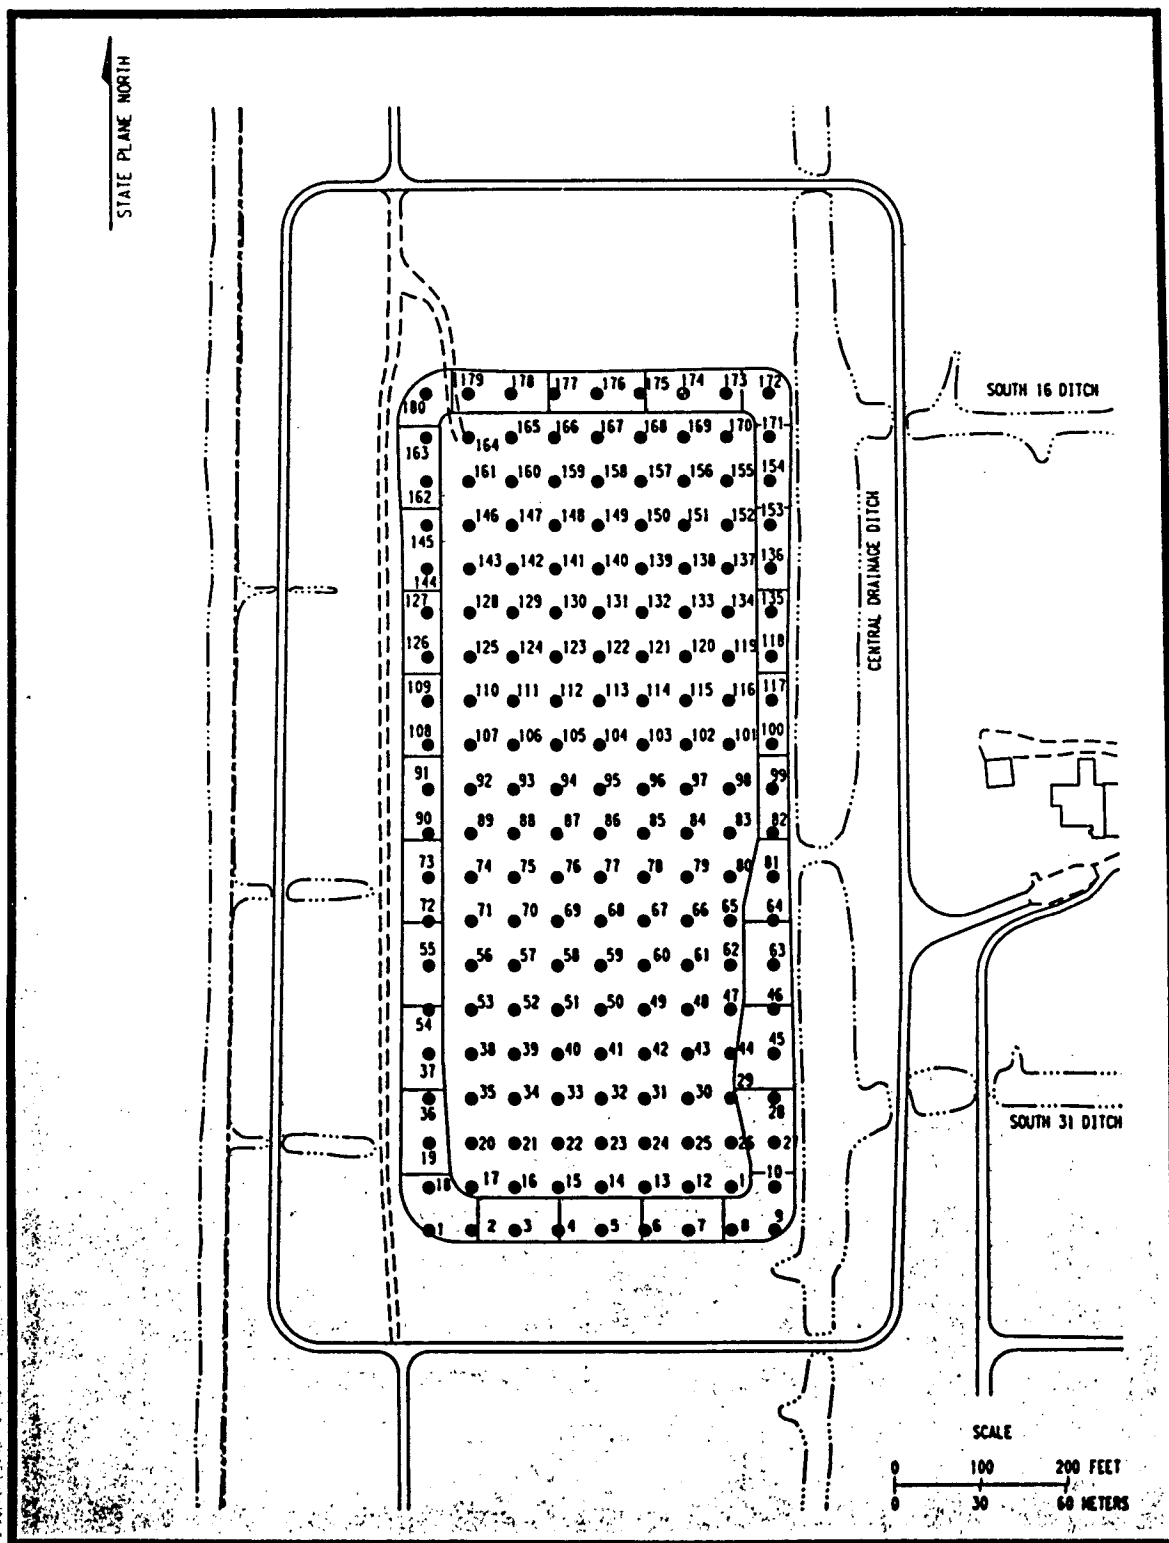 STATE PLANE NORTH
1179 178 177 176 175 174 173 172
180
163 164 165 166 167 168 169 170 171
162 161 160 159 158 157 156 155 154
145 146 147 148 149 150 151 152 153
144 143 142 141 140 139 138 137 136
127 128 129 130 131 132 133 134 135
126 125 124 123 122 121 120 119 118
109 110 111 112 113 114 115 116 117
108 107 106 105 104 103 102 101 100
91 92 93 94 95 96 97 98 99
90 89 88 87 86 85 84 83 82
73 74 75 76 77 78 79 80 81
72 71 70 69 68 67 66 65 64
55 56 57 58 59 60 61 62 63
54 53 52 51 50 49 48 47 46
37 38 39 40 41 42 43 44 45
36 35 34 33 32 31 30 29 28
19 20 21 22 23 24 25 26 27
18 17 16 15 14 13 12 1 10
1 2 3 4 5 6 7 8 9
SOUTH 16 DITCH
CENTRAL DRAINAGE DITCH
SOUTH 31 DITCH
SCALE
0 100 200 FEET
0 30 60 METERS